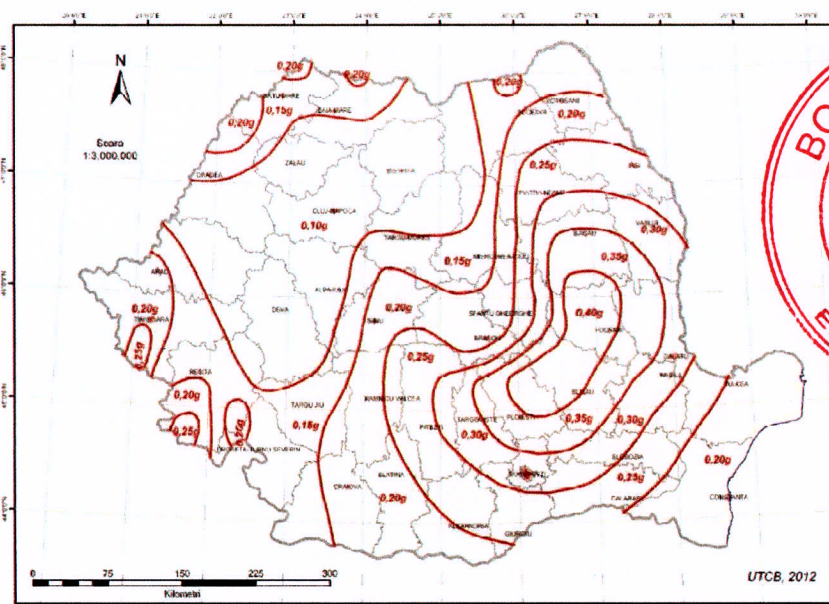 N
Scara
1:3.000.000
0,20g
0,20g
0,20g
SATU MARE
0,15g
BAIA MARE
0,20g
BOTOSANI
SUCEAVA
0,20g
ORADEA
ZALAU
BISTRITA
0,25g
IASI
PIATRA NEAMT
CLUJ-NAPOCA
0,10g
TARGU MURES
VASLUI
0,30g
BACAU
0,15g
MIERCUREA CIUC
0,35g
ARAD
ALBA IULIA
0,20g
TIMISOARA
DEVA
SIBIU
0,20g
SFANTU GHEORGHE
0,40g
FOCSANI
BRASOV
0,25g
0,25g
GALATI
BRAILA
TULCEA
RESITA
0,20g
RAMNICU VALCEA
BUZAU
TARGU JIU
0,15g
PITESTI
TARGOVISTE
PLOIESTI
0,35g
0,30g
0,25g
0,20g
0,30g
DROBETA-TURNU SEVERIN
SLOBOZIA
0,20g
CRAIOVA
SLATINA
0,20g
0,25g
CALARASI
CONSTANTA
ALEXANDRIA
GIURGIU
0 75 150 225 300
Kilometri
UTCB, 2012
BO